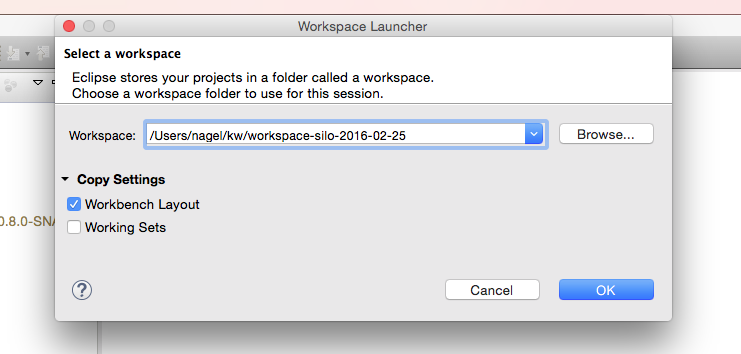 Workspace Launcher
Select a workspace
Eclipse stores your projects in a folder called a workspace.
Choose a workspace folder to use for this session.
Workspace: /Users/nagel/kw/workspace-silo-2016-02-25 Browse...
Copy Settings
Workbench Layout
0.8.0-SNA
Working Sets
? Cancel OK